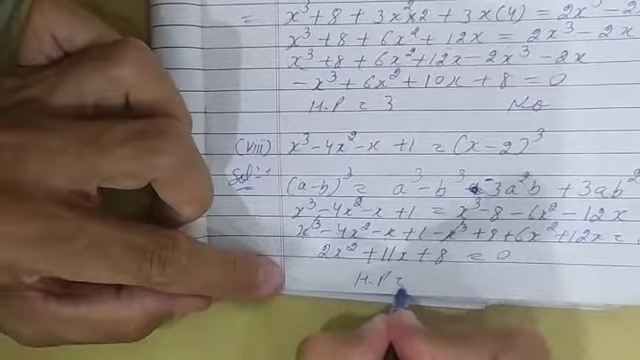 = x³+8+3x²x2+3x(4) = 2x³-2
x³+8+6x²+12x = 2x³-2x
x³+8+6x²+12x-2x³-2x
-x³+6x²+10x+8=0
H.P = 3 No
(viii) x³-4x²-x+1=(x-2)³
Sol:- (a-b)³ = a³-b³-3a²b+3ab²
x³-4x²-x+1 = x³-8-6x²-12x
x³-4x²-x+1-x³+8+6x²+12x=
2x²+11x+8=0
H.P =